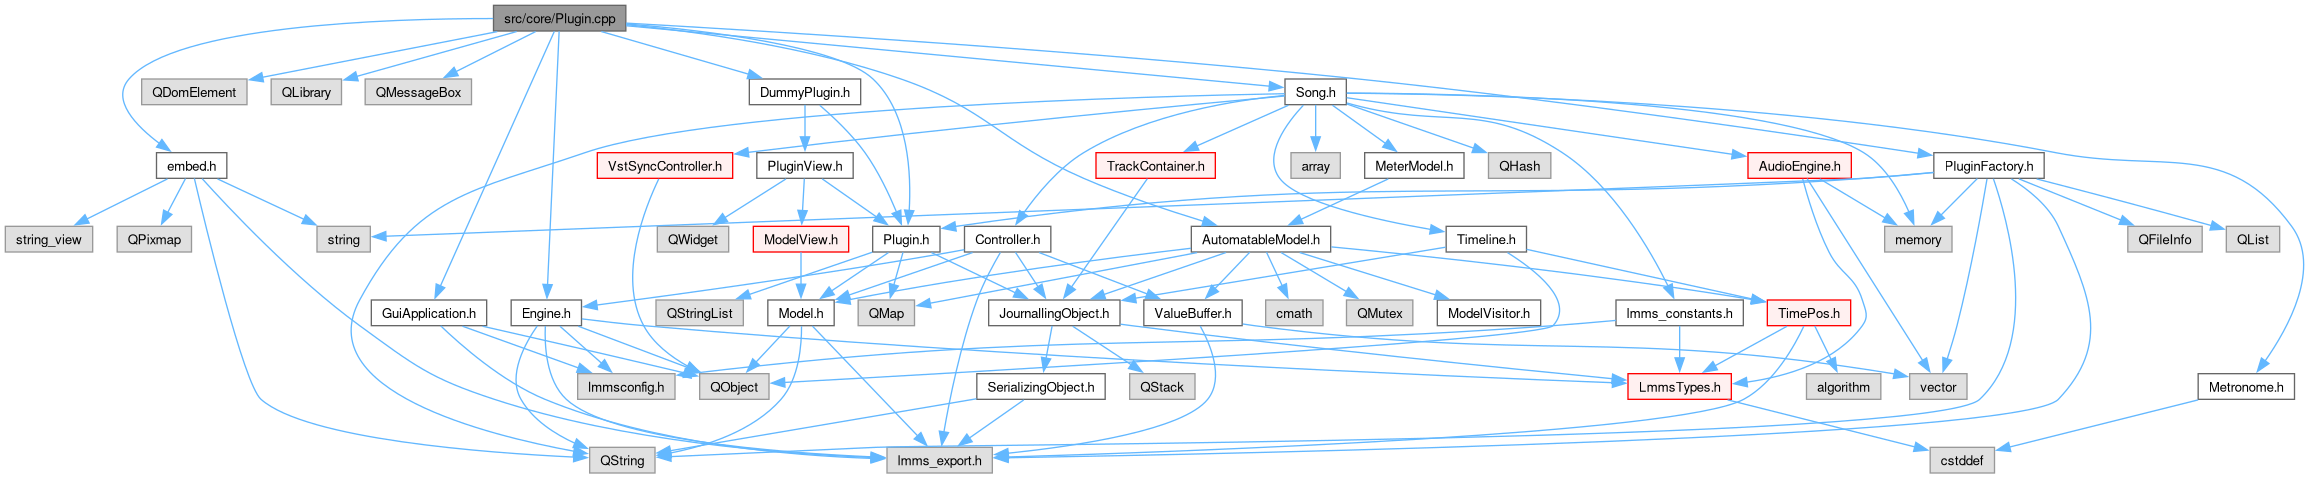 src/core/Plugin.cpp
QDomElement
QLibrary
QMessageBox
DummyPlugin.h
Song.h
embed.h
VstSyncController.h
PluginView.h
TrackContainer.h
array
MeterModel.h
QHash
AudioEngine.h
PluginFactory.h
string_view
QPixmap
string
QWidget
ModelView.h
Plugin.h
Controller.h
AutomatableModel.h
Timeline.h
memory
QFileInfo
QList
GuiApplication.h
Engine.h
QStringList
Model.h
QMap
JournallingObject.h
ValueBuffer.h
cmath
QMutex
ModelVisitor.h
lmms_constants.h
TimePos.h
lmmsconfig.h
QObject
SerializingObject.h
QStack
LmmsTypes.h
algorithm
vector
Metronome.h
QString
lmms_export.h
cstddef